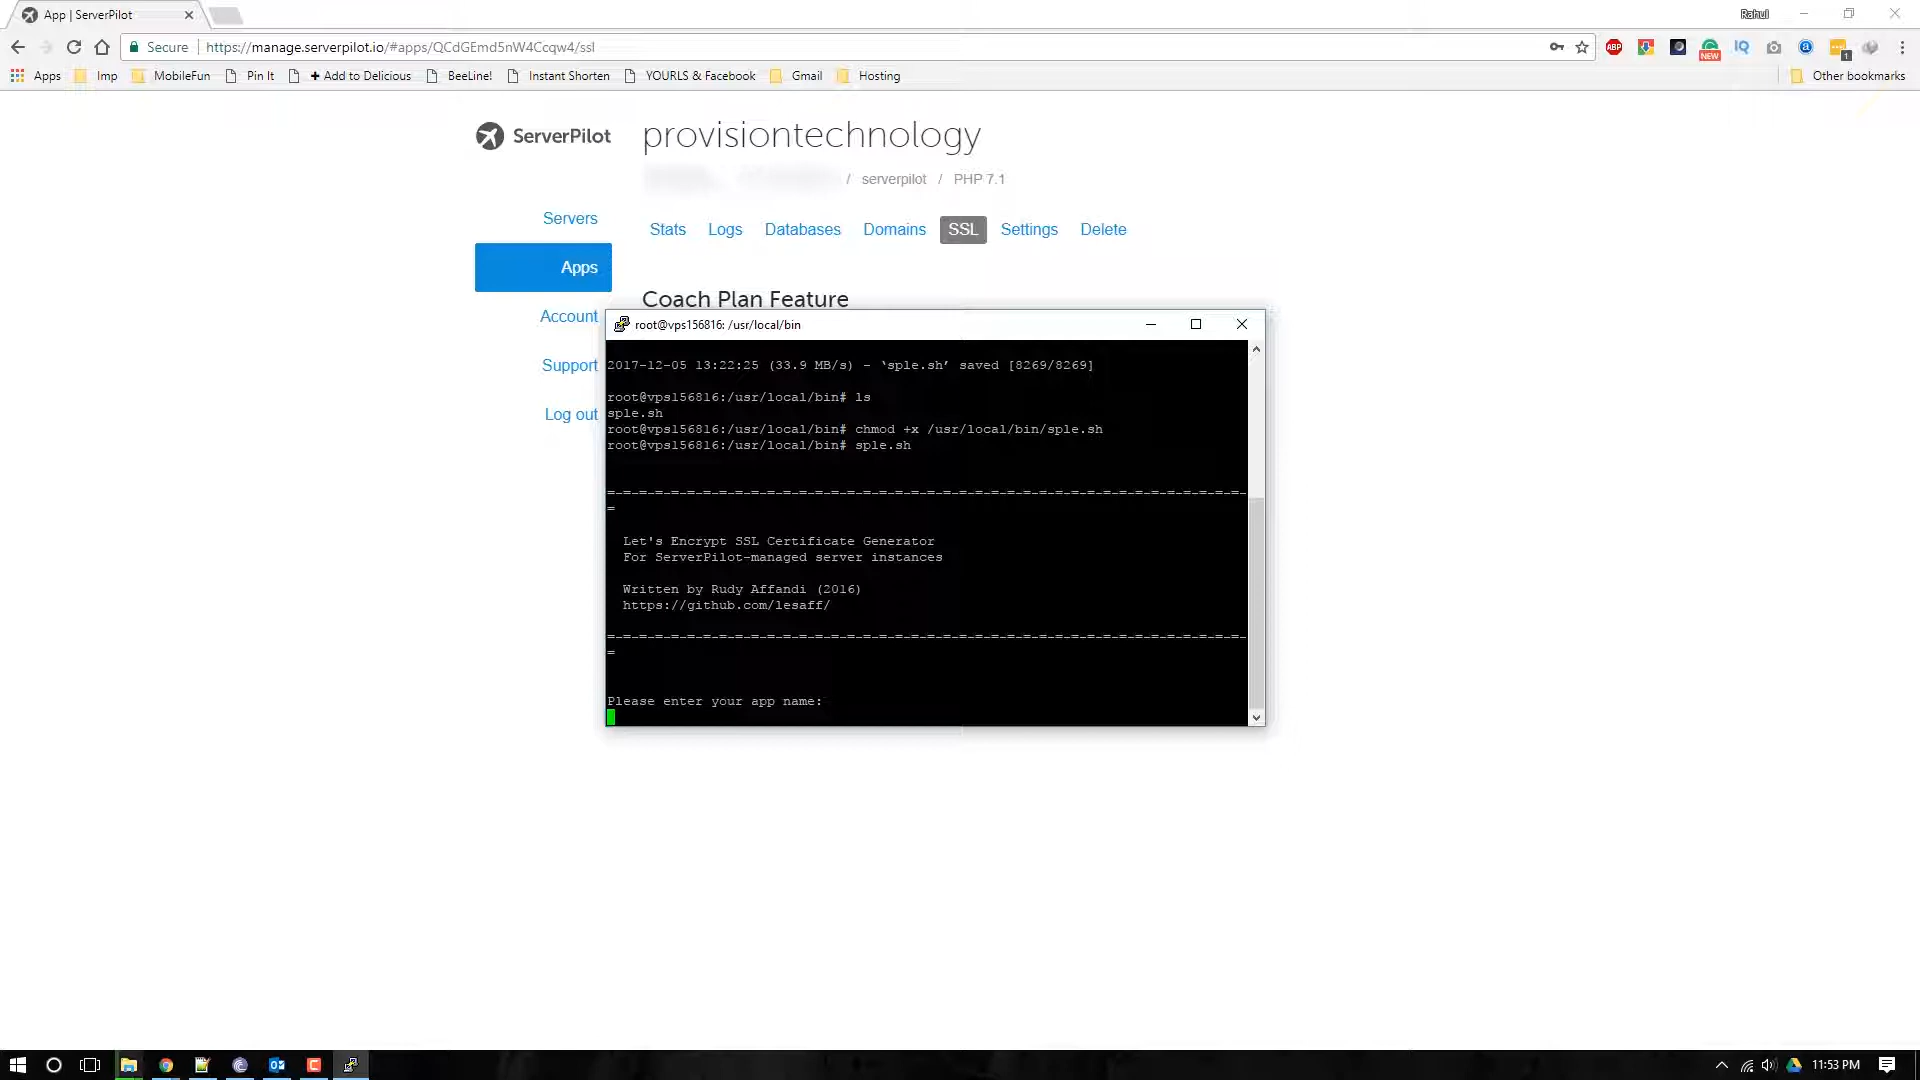 App | ServerPilot
Rahul
Secure
https://manage.serverpilot.io/#apps/QCdGEmd5nW4Ccqw4/ssl
ABP
NEW
IQ
a
1
Apps
Imp
MobileFun
Pin It
+ Add to Delicious
BeeLine!
Instant Shorten
YOURLS & Facebook
Gmail
Hosting
Other bookmarks
ServerPilot
provisiontechnology
/ serverpilot / PHP 7.1
Servers
Apps
Account
Support
Log out
Stats
Logs
Databases
Domains
SSL
Settings
Delete
Coach Plan Feature
root@vps156816: /usr/local/bin
2017-12-05 13:22:25 (33.9 MB/s) - ‘sple.sh’ saved [8269/8269]
root@vps156816:/usr/local/bin# ls
sple.sh
root@vps156816:/usr/local/bin# chmod +x /usr/local/bin/sple.sh
root@vps156816:/usr/local/bin# sple.sh
=-=-=-=-=-=-=-=-=-=-=-=-=-=-=-=-=-=-=-=-=-=-=-=-=-=-=-=-=-=-=-=-=-=-=-=-=-=-=-=-
=
Let's Encrypt SSL Certificate Generator
For ServerPilot-managed server instances
Written by Rudy Affandi (2016)
https://github.com/lesaff/
=-=-=-=-=-=-=-=-=-=-=-=-=-=-=-=-=-=-=-=-=-=-=-=-=-=-=-=-=-=-=-=-=-=-=-=-=-=-=-=-
=
Please enter your app name:
11:53 PM